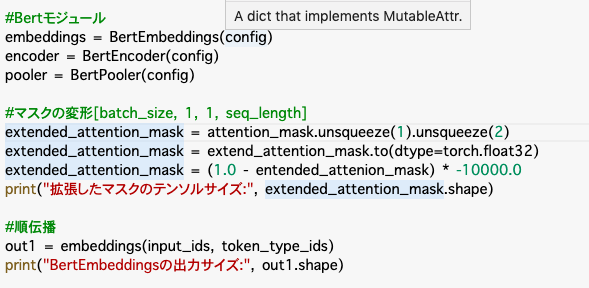 #Bertモジュール
A dict that implements MutableAttr.
embeddings = BertEmbeddings(config)
encoder = BertEncoder(config)
pooler = BertPooler(config)
#マスクの変形[batch_size, 1, 1, seq_length]
extended_attention_mask = attention_mask.unsqueeze(1).unsqueeze(2)
extended_attention_mask = extend_attention_mask.to(dtype=torch.float32)
extended_attention_mask = (1.0 - entended_attenion_mask) * -10000.0
print("拡張したマスクのテンソルサイズ:", extended_attention_mask.shape)
#順伝播
out1 = embeddings(input_ids, token_type_ids)
print("BertEmbeddingsの出力サイズ:", out1.shape)